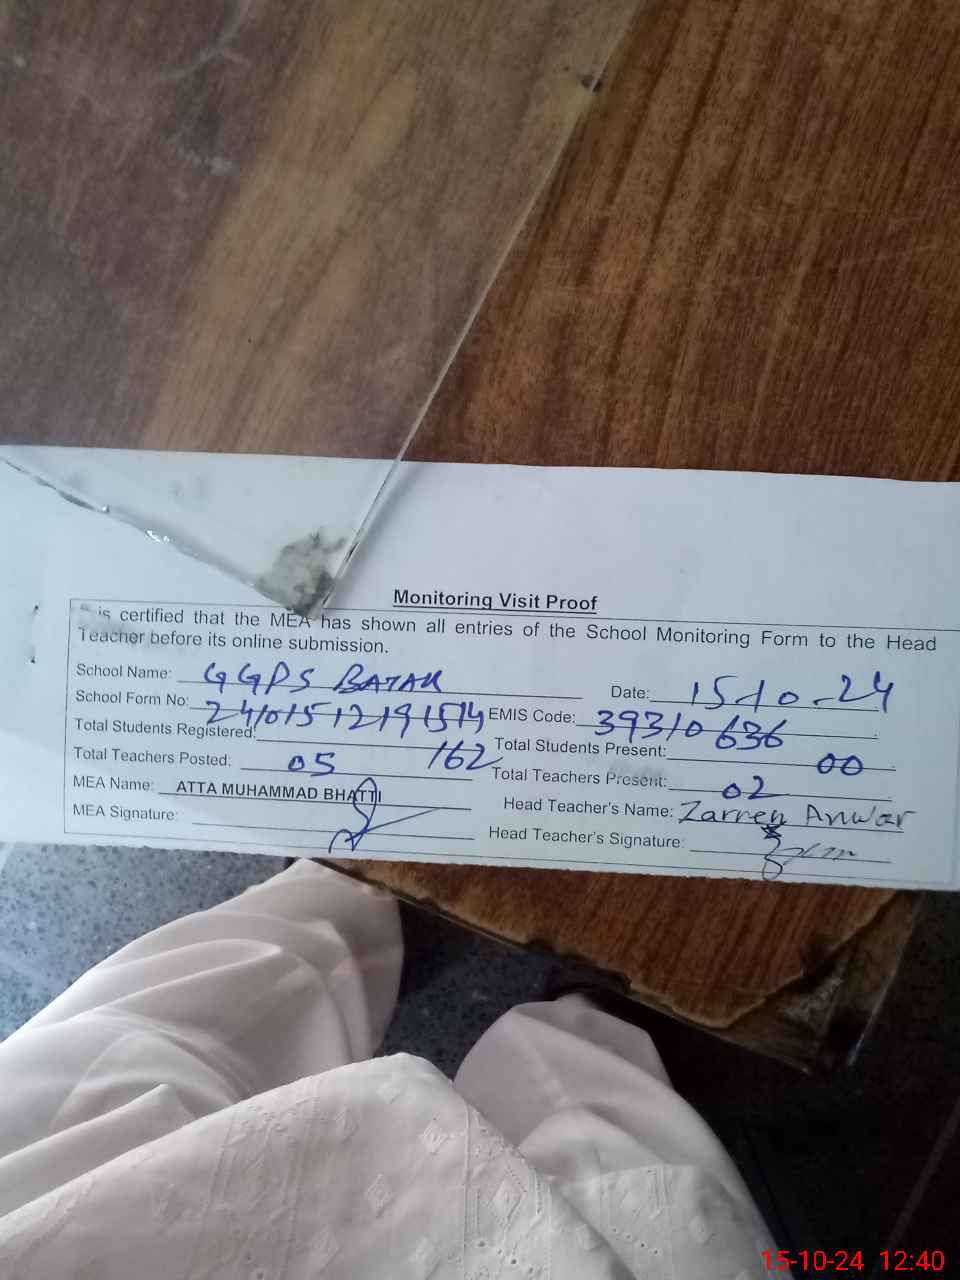 Monitoring Visit Proof
is certified that the MEA has shown all entries of the School Monitoring Form to the Head
Teacher before its online submission.
School Name: GGPS BATAR Date: 15-10-24
School Form No: 24101512191514 EMIS Code: 39310636
Total Students Registered: 162 Total Students Present: 00
Total Teachers Posted: 05 Total Teachers Present: 02
MEA Name: ATTA MUHAMMAD BHATTI Head Teacher's Name: Zarren Anwar
MEA Signature: Head Teacher's Signature:
15-10-24 12:40